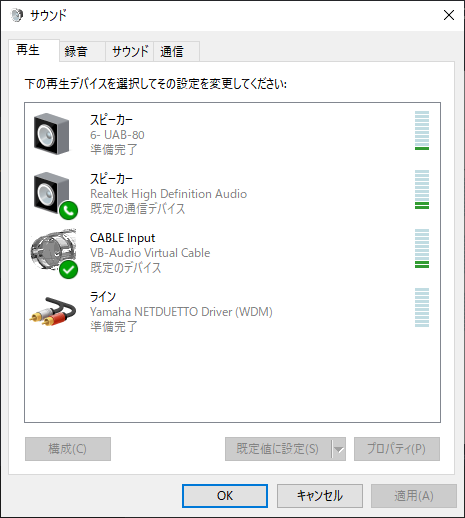 サウンド
再生 録音 サウンド 通信
下の再生デバイスを選択してその設定を変更してください:
スピーカー
6- UAB-80
準備完了
スピーカー
Realtek High Definition Audio
既定の通信デバイス
CABLE Input
VB-Audio Virtual Cable
既定のデバイス
ライン
Yamaha NETDUETTO Driver (WDM)
準備完了
構成(C) 既定値に設定(S) プロパティ(P)
OK キャンセル 適用(A)